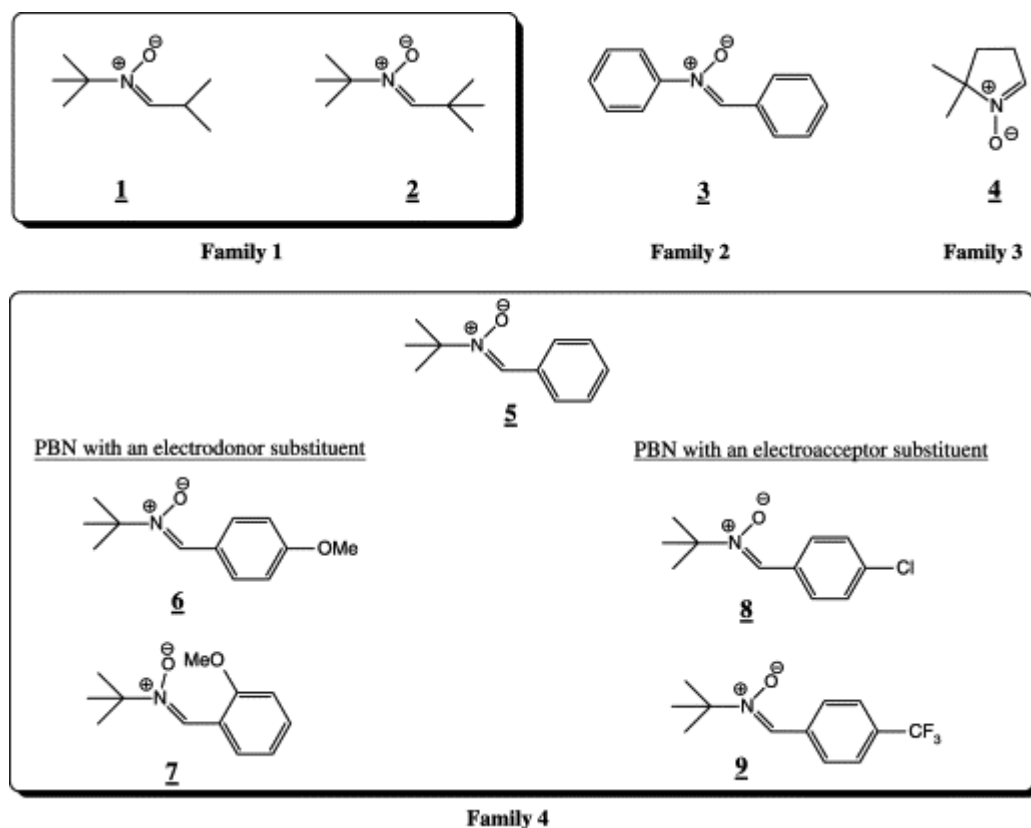 ⊖
O
⊕
N
1
⊖
O
⊕
N
2
Family 1
⊖
O
⊕
N
3
Family 2
⊕
N
O
⊖
4
Family 3
⊖
O
⊕
N
5
PBN with an electrodonor substituent
PBN with an electroacceptor substituent
⊖
O
⊕
N
OMe
6
⊖
O
⊕
N
Cl
8
⊖
O
MeO
⊕
N
7
⊖
O
⊕
N
CF3
9
Family 4